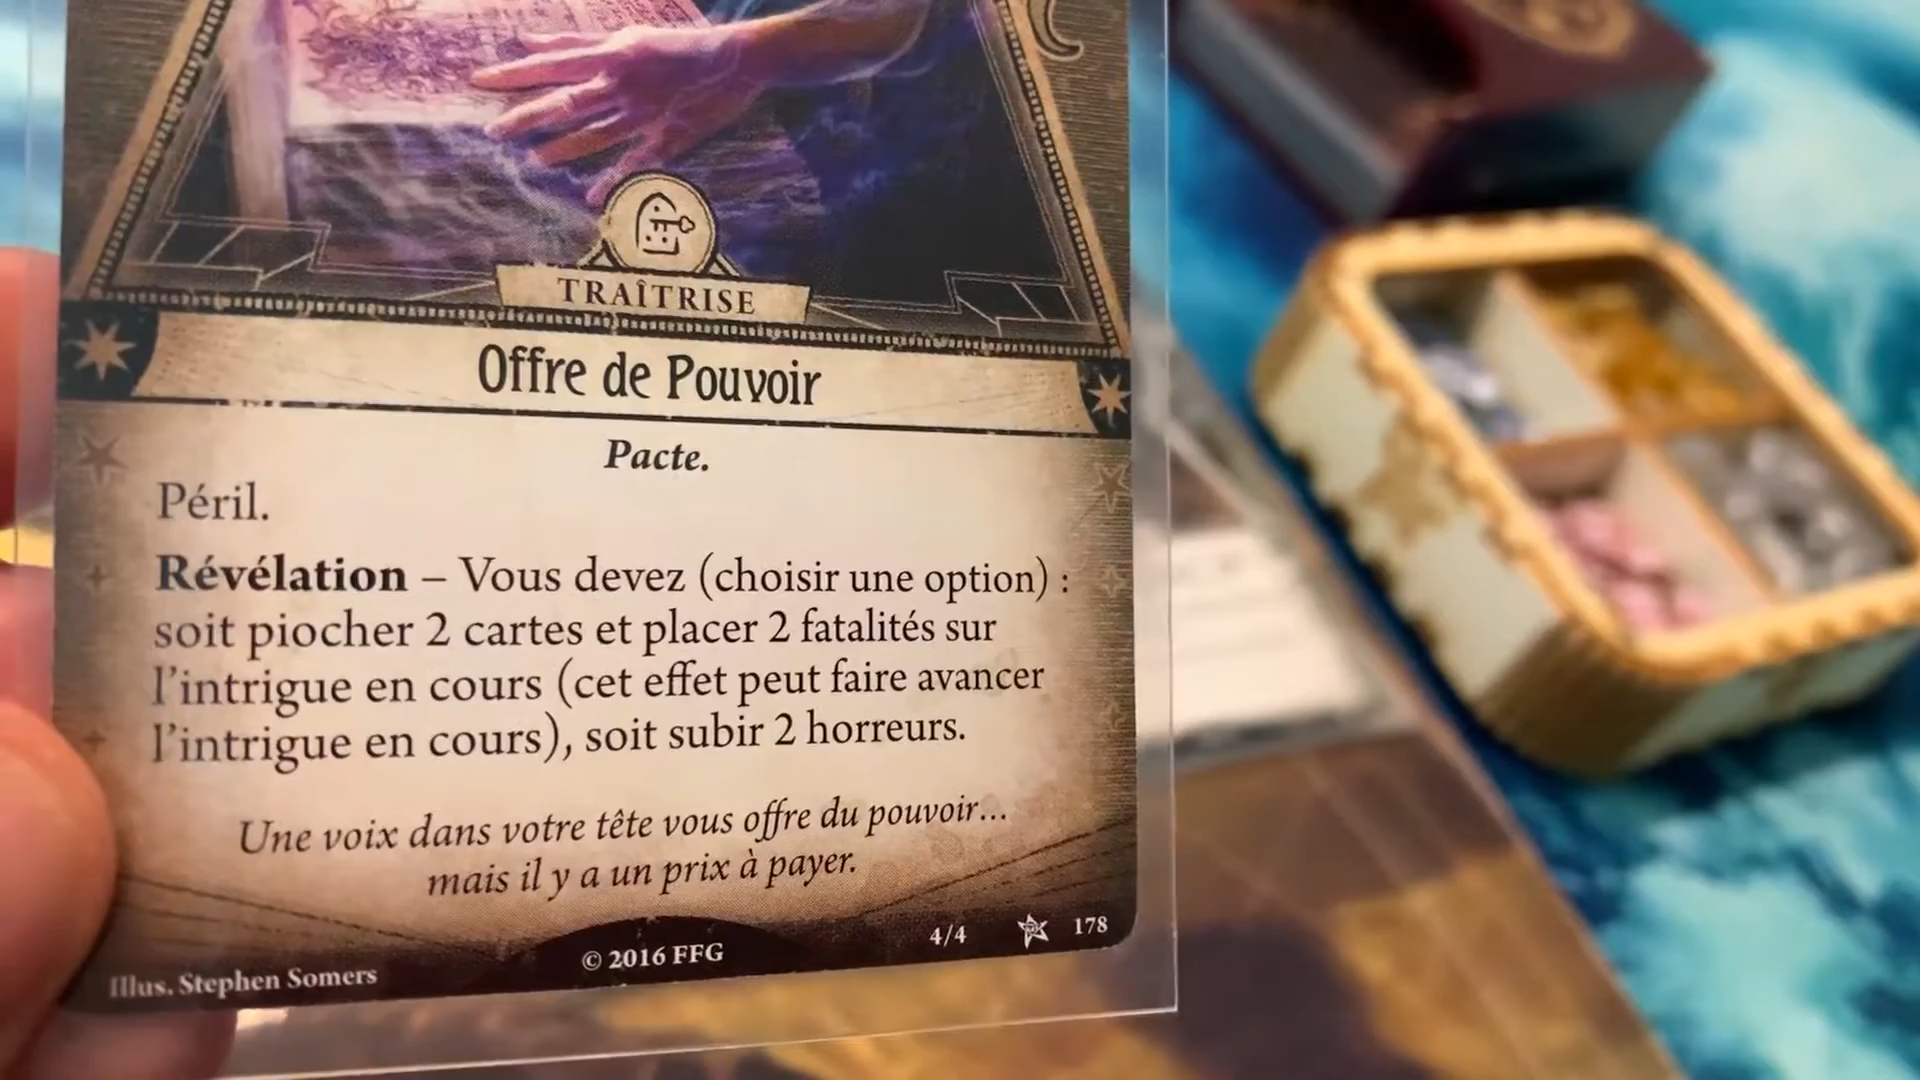 TRAÎTRISE
Offre de Pouvoir
Pacte.
Péril.
Révélation – Vous devez (choisir une option) :
soit piocher 2 cartes et placer 2 fatalités sur
l'intrigue en cours (cet effet peut faire avancer
l'intrigue en cours), soit subir 2 horreurs.
Une voix dans votre tête vous offre du pouvoir...
mais il y a un prix à payer.
Illus. Stephen Somers
© 2016 FFG
4/4
178